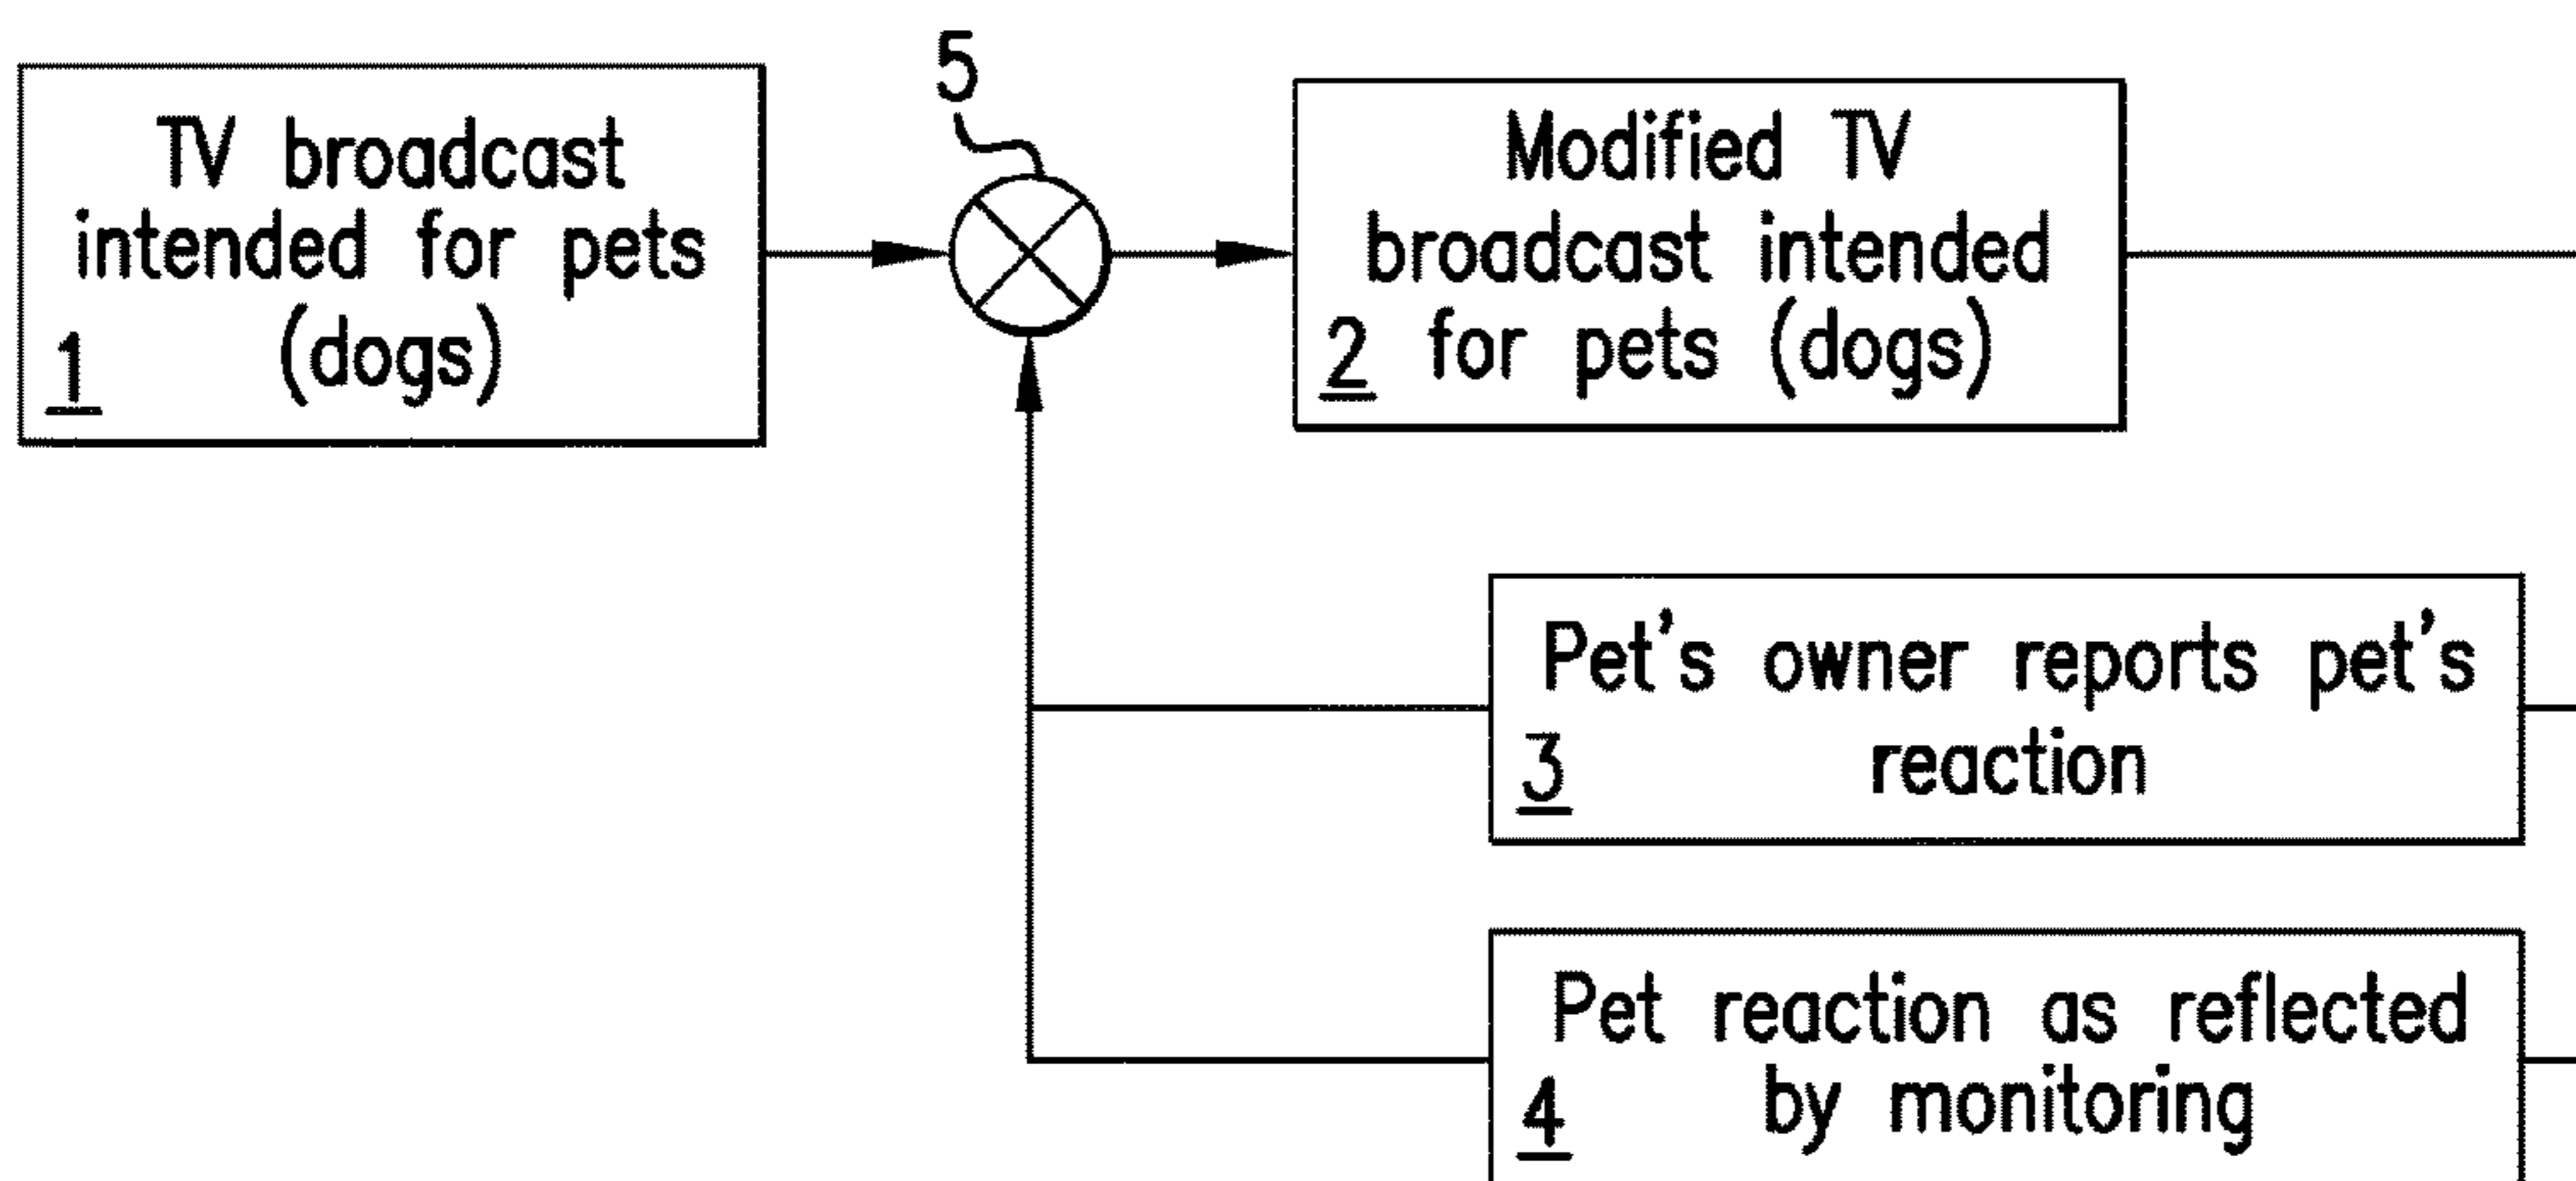 5
TV broadcast
intended for pets
(dogs)
1
Modified TV
broadcast intended
2 for pets (dogs)
Pet's owner reports pet's
reaction
3
Pet reaction as reflected
by monitoring
4